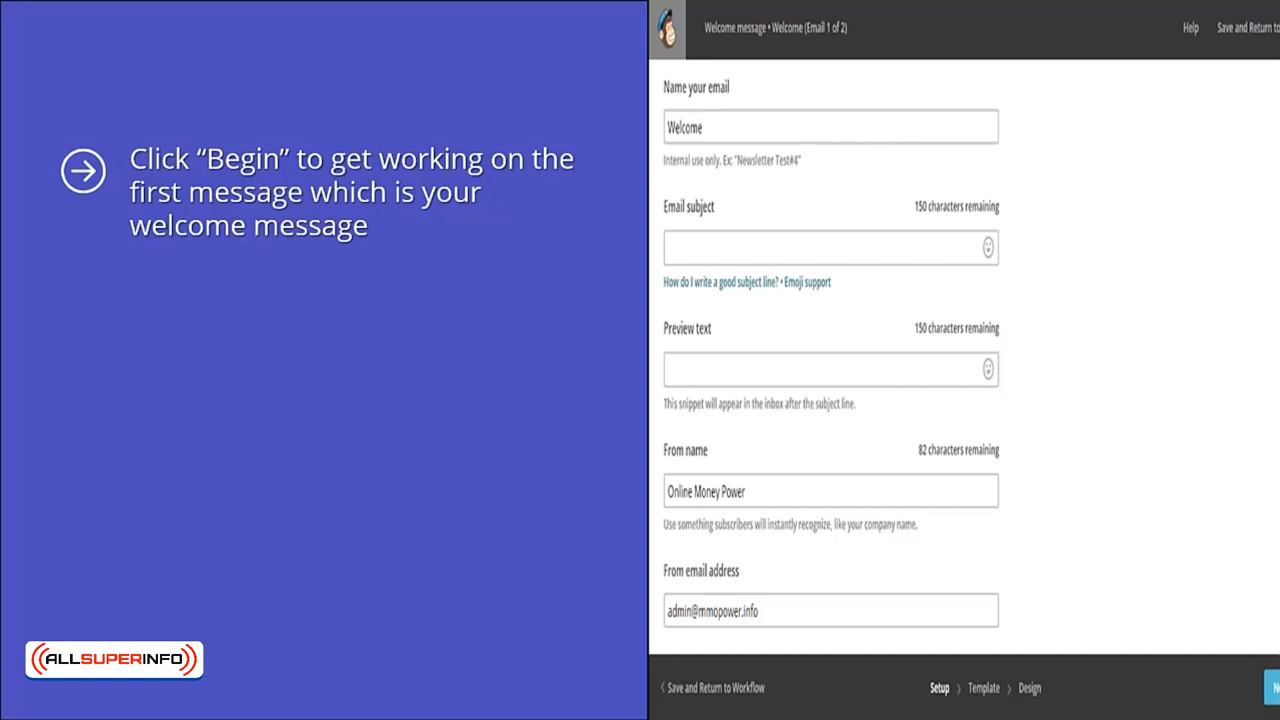 Click “Begin” to get working on the
first message which is your
welcome message
ALLSUPERINFO
Welcome message • Welcome (Email 1 of 2)
Help
Save and Return to
Name your email
Welcome
Internal use only. Ex: "Newsletter Test#4"
Email subject
150 characters remaining
How do I write a good subject line? • Emoji support
Preview text
150 characters remaining
This snippet will appear in the inbox after the subject line.
From name
82 characters remaining
Online Money Power
Use something subscribers will instantly recognize, like your company name.
From email address
admin@mmopower.info
Save and Return to Workflow
Setup
Template
Design